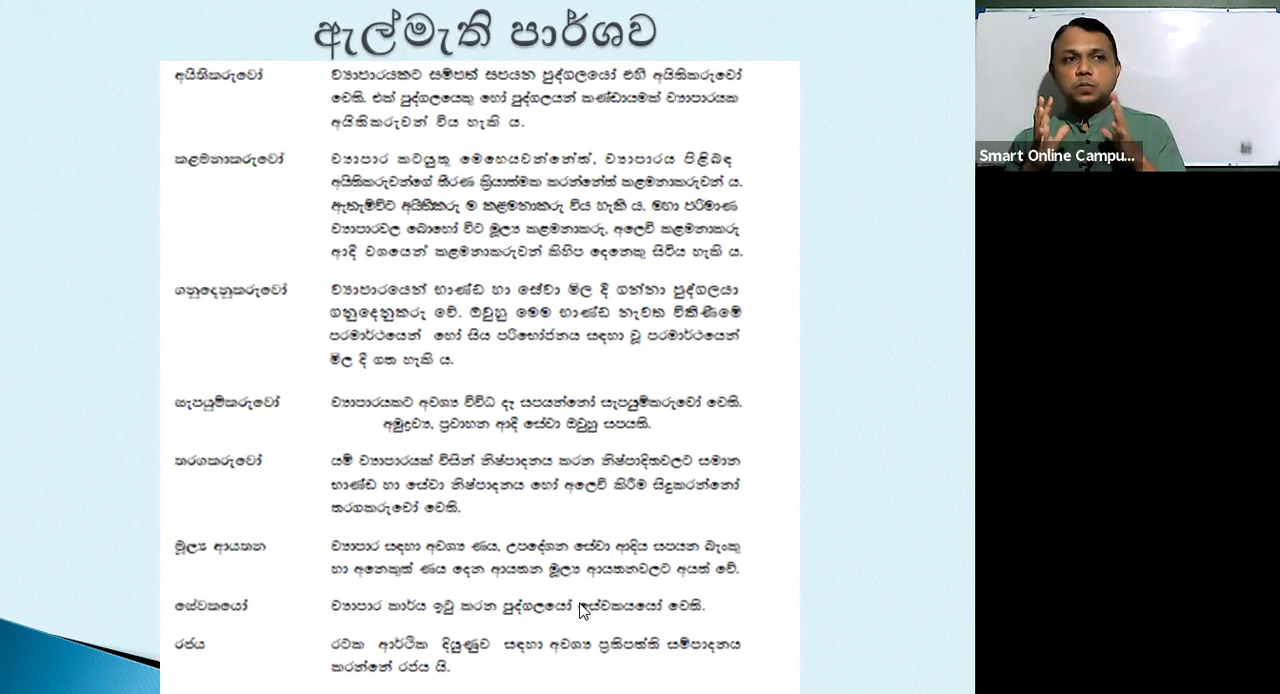 ඇල්මැති පාර්ශව
අයිතිකරුවෝ ව්‍යාපාරයකට සම්පත් සපයන පුද්ගලයෝ එහි අයිතිකරුවෝ
වෙති. එක් පුද්ගලයෙකු හෝ පුද්ගලයන් කණ්ඩායමක් ව්‍යාපාරයක
අයිතිකරුවන් විය හැකි ය.
කළමනාකරුවෝ ව්‍යාපාර කටයුතු මෙහෙයවන්නේත්, ව්‍යාපාරය පිළිබඳ
අයිතිකරුවන්ගේ තීරණ ක්‍රියාත්මක කරන්නේත් කළමනාකරුවන් ය.
ඇතැම්විට අයිතිකරු ම කළමනාකරු විය හැකි ය. මහා පරිමාණ
ව්‍යාපාරවල බොහෝ විට මූල්‍ය කළමනාකරු, අලෙවි කළමනාකරු
ආදී වශයෙන් කළමනාකරුවන් කිහිප දෙනෙකු සිටිය හැකි ය.
ගනුදෙනුකරුවෝ ව්‍යාපාරයෙන් භාණ්ඩ හා සේවා මිල දී ගන්නා පුද්ගලයා
ගනුදෙනුකරු වේ. ඔවුහු මෙම භාණ්ඩ නැවත විකිණීමේ
පරමාර්ථයෙන් හෝ සිය පරිභෝජනය සඳහා වූ පරමාර්ථයෙන්
මිල දී ගත හැකි ය.
සැපයුම්කරුවෝ ව්‍යාපාරයකට අවශ්‍ය විවිධ දෑ සපයන්නෝ සැපයුම්කරුවෝ වෙති.
අමුද්‍රව්‍ය, ප්‍රවාහන ආදී සේවා ඔවුහු සපයති.
තරගකරුවෝ යම් ව්‍යාපාරයක් විසින් නිෂ්පාදනය කරන නිෂ්පාදිතවලට සමාන
භාණ්ඩ හා සේවා නිෂ්පාදනය හෝ අලෙවි කිරීම සිදුකරන්නෝ
තරගකරුවෝ වෙති.
මූල්‍ය ආයතන ව්‍යාපාර සඳහා අවශ්‍ය ණය, උපදේශන සේවා ආදිය සපයන බැංකු
හා අනෙකුත් ණය දෙන ආයතන මූල්‍ය ආයතනවලට අයත් වේ.
සේවකයෝ ව්‍යාපාර කාර්ය ඉටු කරන පුද්ගලයෝ සේවකයයෝ වෙති.
රජය රටක ආර්ථික දියුණුව සඳහා අවශ්‍ය ප්‍රතිපත්ති සම්පාදනය
කරන්නේ රජය යි.
Smart Online Campu...